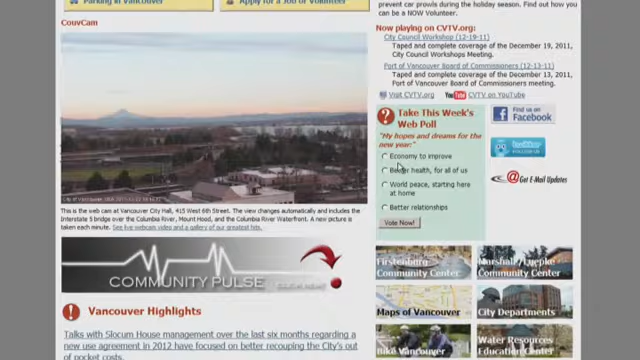 Parking in Vancouver
Apply for a Job or Volunteer
prevent car prowls during the holiday season. Find out how you
can be a NOW Volunteer.
CouvCam
Now playing on CVTV.org:
City Council Workshop (12-19-11)
Taped and complete coverage of the December 19, 2011,
City Council Workshops Meeting.
Port of Vancouver Board of Commissioners (12-13-11)
Taped and complete coverage of the December 13, 2011,
Port of Vancouver Board of Commissioners Meeting.
Visit CVTV.org
YouTube CVTV on YouTube
? Take This Week's
Web Poll
"My hopes and dreams for the
new year:"
Economy to improve
Better health, for all of us
World peace, starting here
at home
Better relationships
Vote Now!
Find us on
Facebook
twitter
@Get E-Mail Updates
This is the web cam at Vancouver City Hall, 415 West 6th Street. The view changes automatically and includes the
Interstate 5 bridge over the Columbia River, Mount Hood, and the Columbia River Waterfront. A new picture is
taken each minute. See live webcam video and a gallery of our greatest hits.
COMMUNITY PULSE CLICK HERE!
Firstenburg
Community Center
Marshall/Luepke
Community Center
Maps of Vancouver
City Departments
Bike Vancouver
Water Resources
Education Center
! Vancouver Highlights
Talks with Slocum House management over the last six months regarding a
new use agreement in 2012 have focused on better recouping the City's out
of pocket costs.